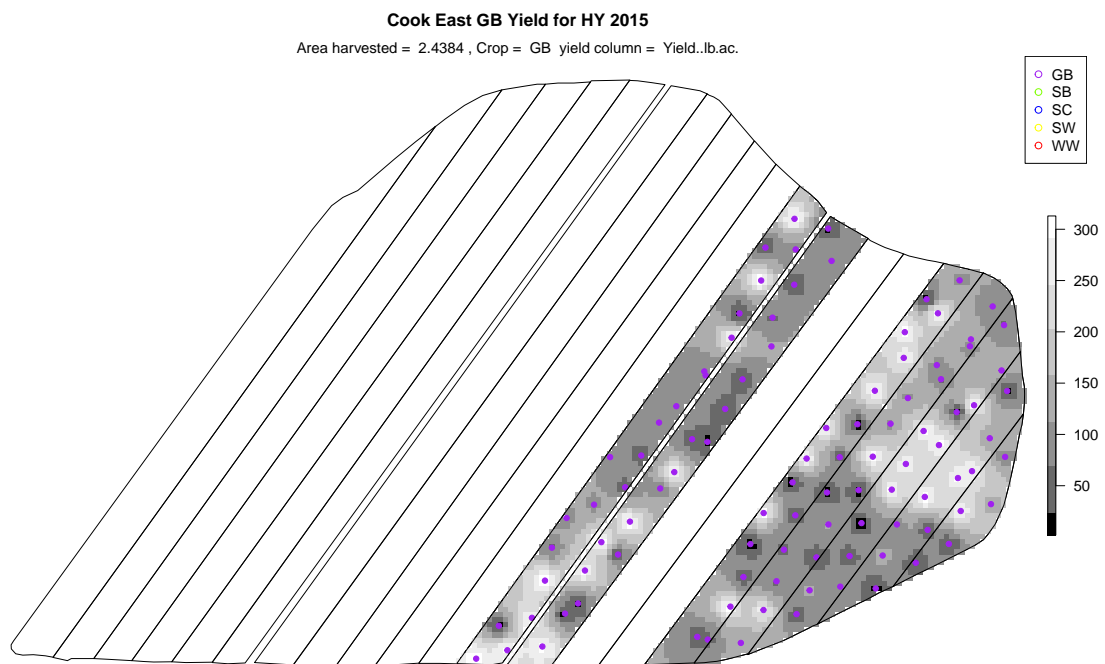 Cook East GB Yield for HY 2015
Area harvested =  2.4384 , Crop =  GB  yield column =  Yield..lb.ac.
GB
SB
SC
SW
WW
300
250
200
150
100
50